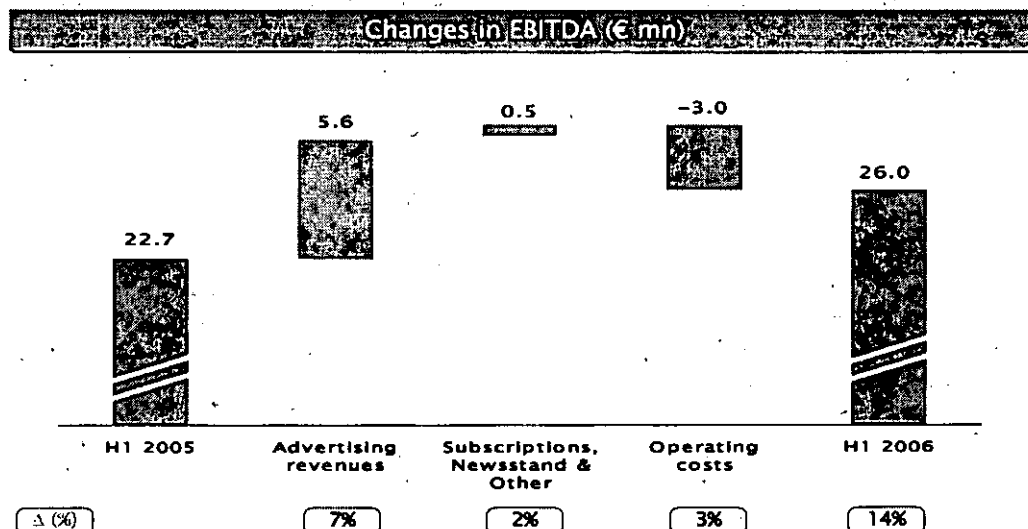 Changes in EBITDA (€ mn)
5.6
0.5
–3.0
26.0
22.7
H1 2005
Advertising
revenues
Subscriptions,
Newsstand &
Other
Operating
costs
H1 2006
Δ (%)
7%
2%
3%
14%